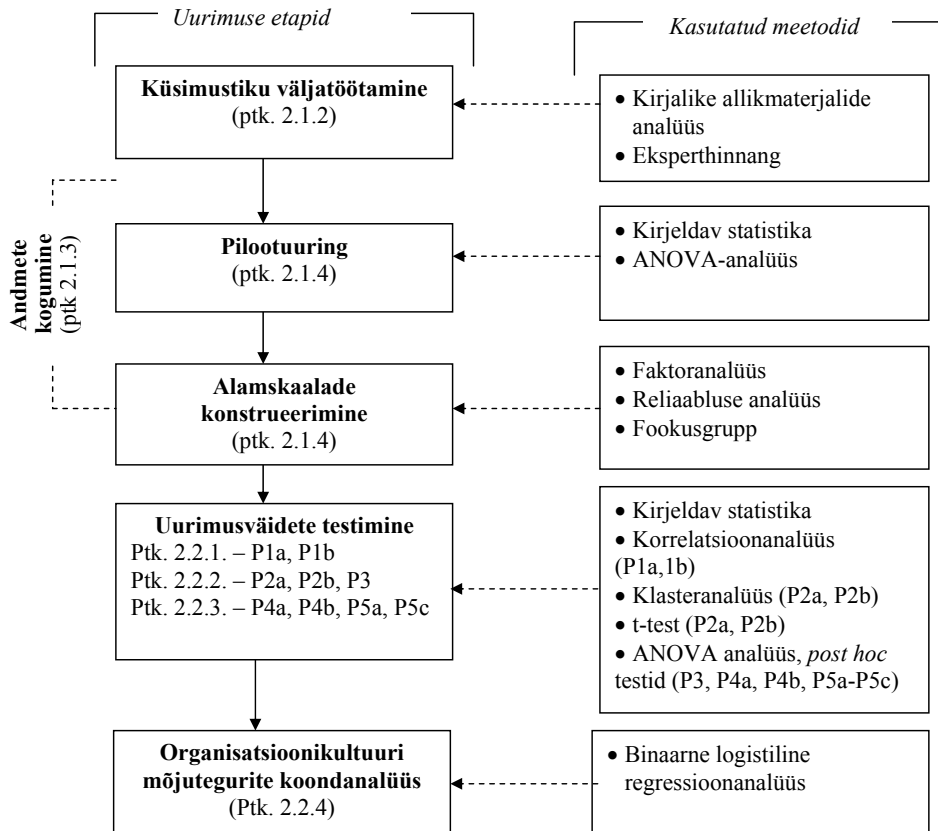 Uurimuse etapid
Kasutatud meetodid
Küsimustiku väljatöötamine
(ptk. 2.1.2)
• Kirjalike allikmaterjalide
analüüs
• Eksperthinnang
Andmete
kogumine
(ptk 2.1.3)
Pilootuuring
(ptk. 2.1.4)
• Kirjeldav statistika
• ANOVA-analüüs
Alamskaalade
konstrueerimine
(ptk. 2.1.4)
• Faktoranalüüs
• Reliaabluse analüüs
• Fookusgrupp
Uurimusväidete testimine
Ptk. 2.2.1. – P1a, P1b
Ptk. 2.2.2. – P2a, P2b, P3
Ptk. 2.2.3. – P4a, P4b, P5a, P5c
• Kirjeldav statistika
• Korrelatsioonanalüüs
(P1a,1b)
• Klasteranalüüs (P2a, P2b)
• t-test (P2a, P2b)
• ANOVA analüüs, post hoc
testid (P3, P4a, P4b, P5a-P5c)
Organisatsioonikultuuri
mõjutegurite koondanalüüs
(Ptk. 2.2.4)
• Binaarne logistiline
regressioonanalüüs